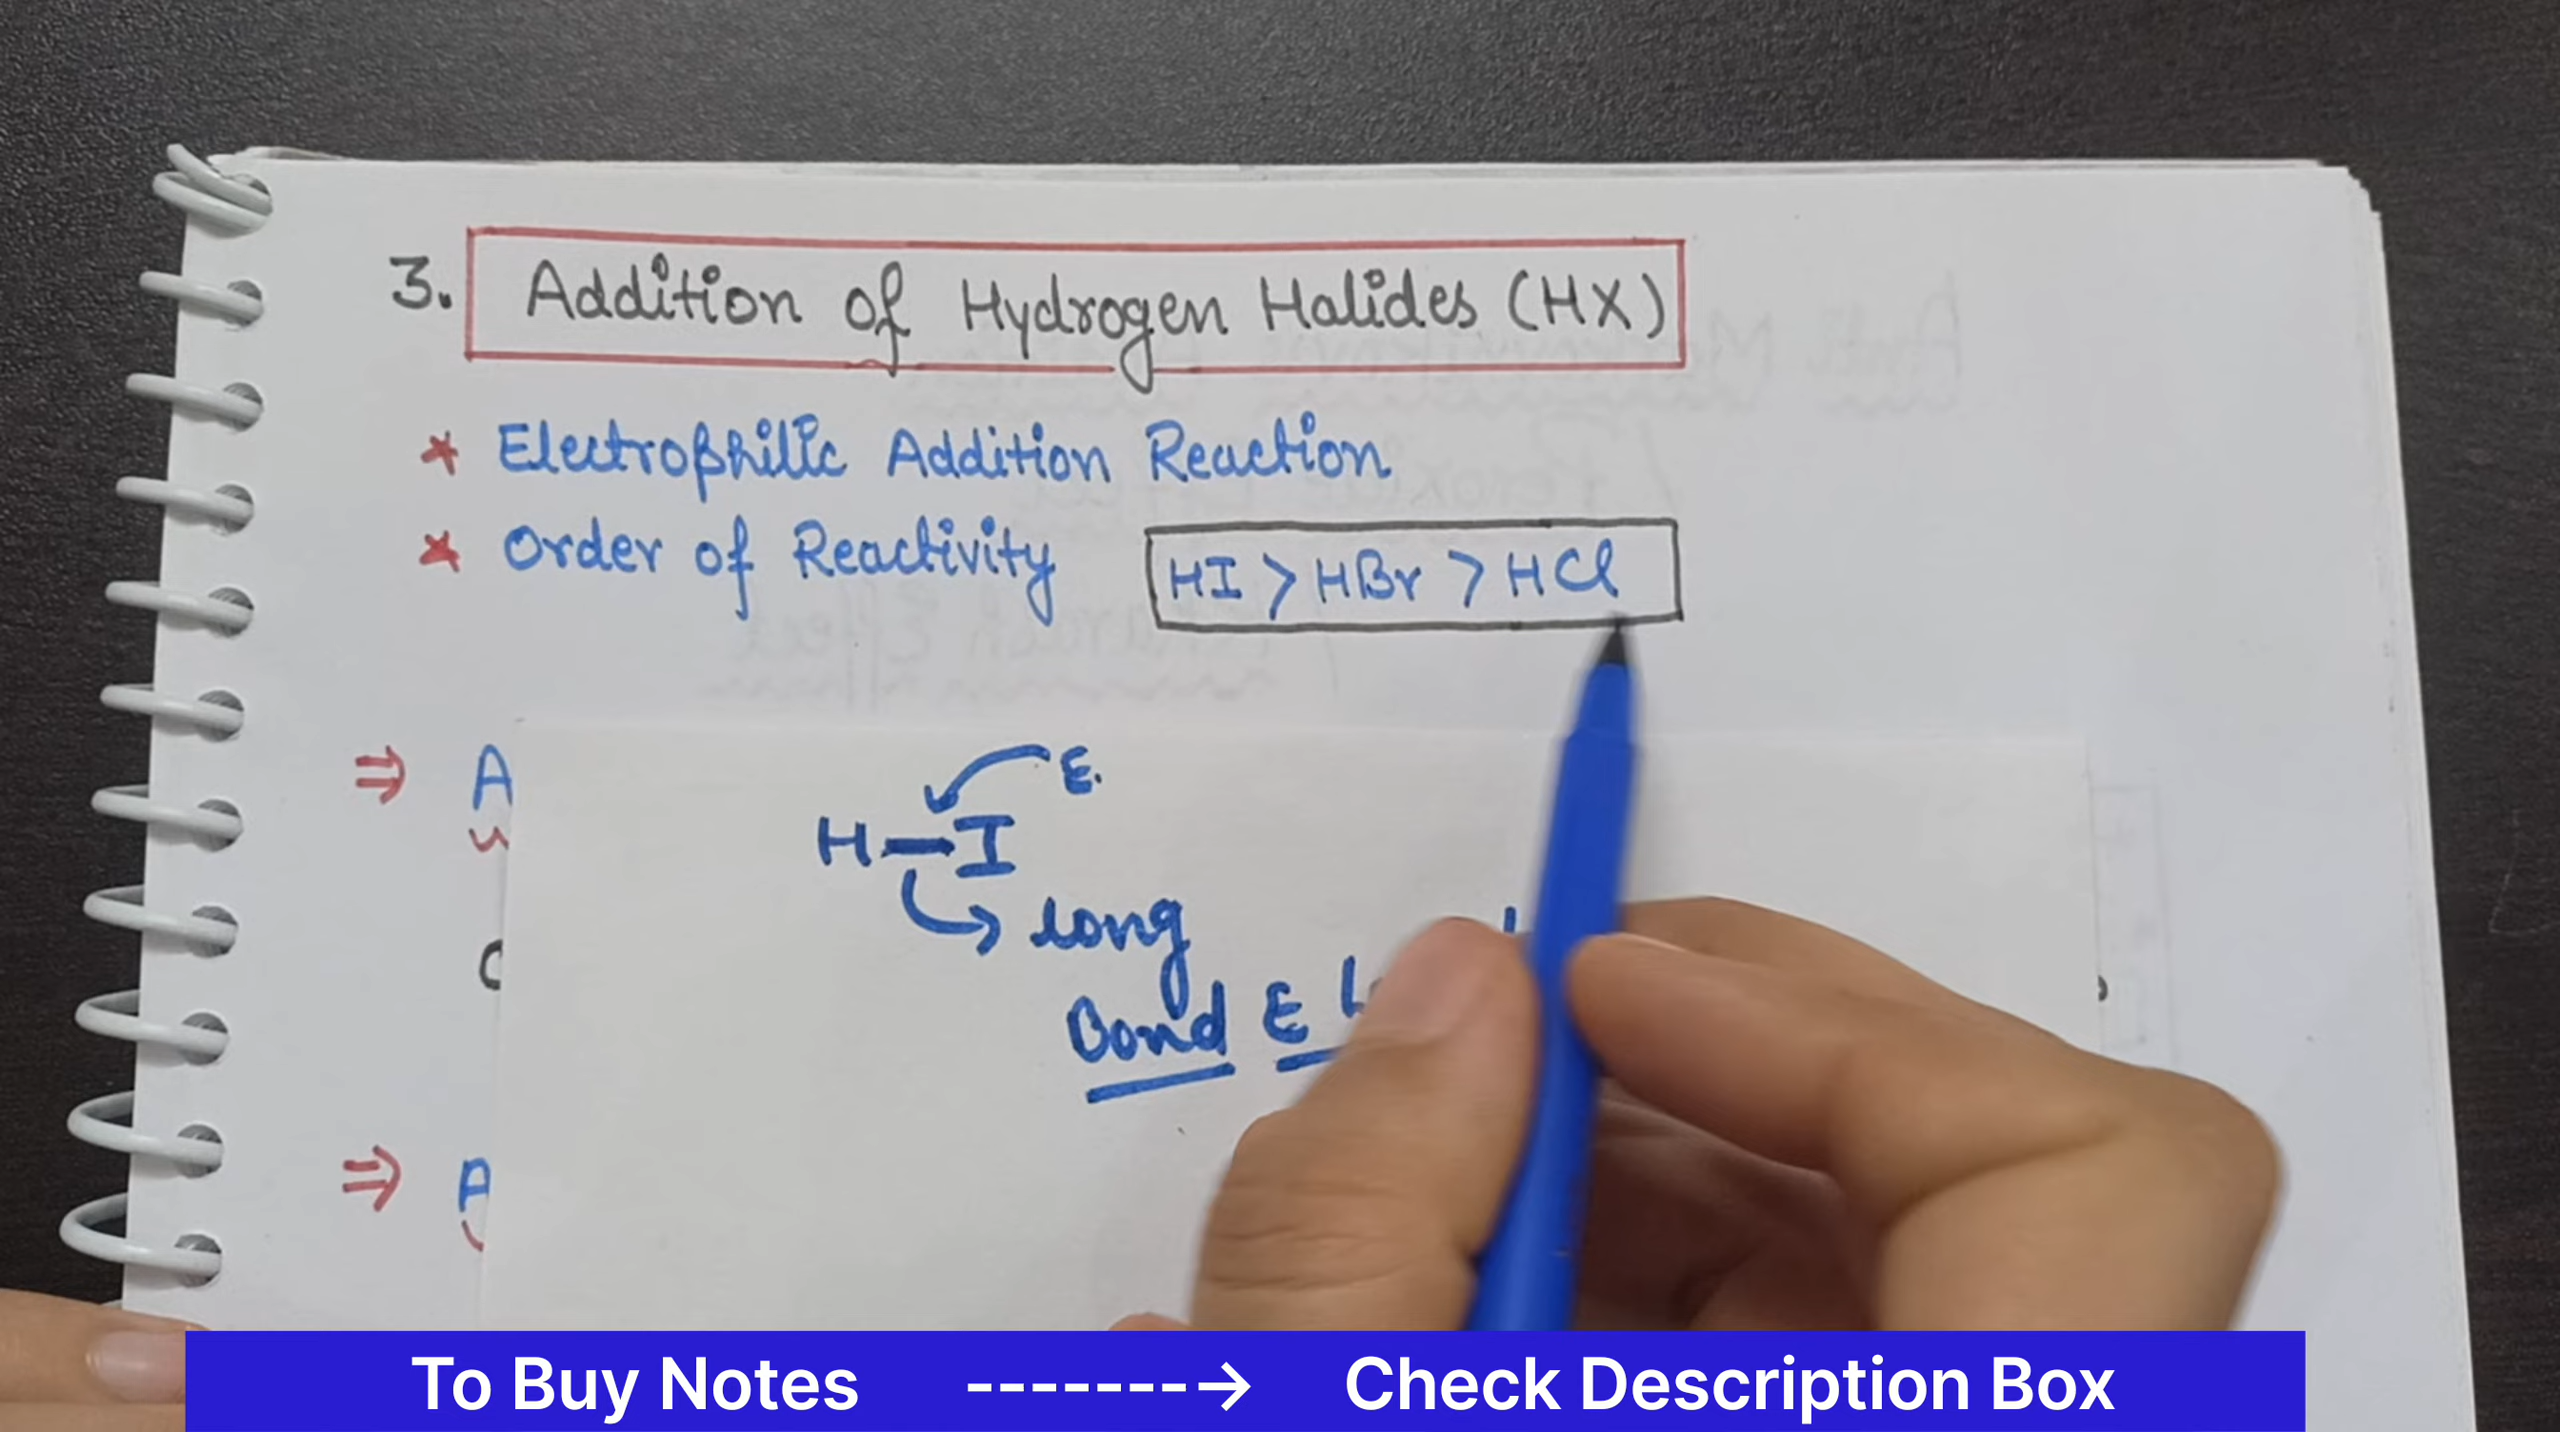 3. Addition of Hydrogen Halides (HX)
* Electrophilic Addition Reaction
* Order of Reactivity HI > HBr > HCl
⇒ A
E.
H-I
long
Bond E
⇒ A
To Buy Notes -------→ Check Description Box